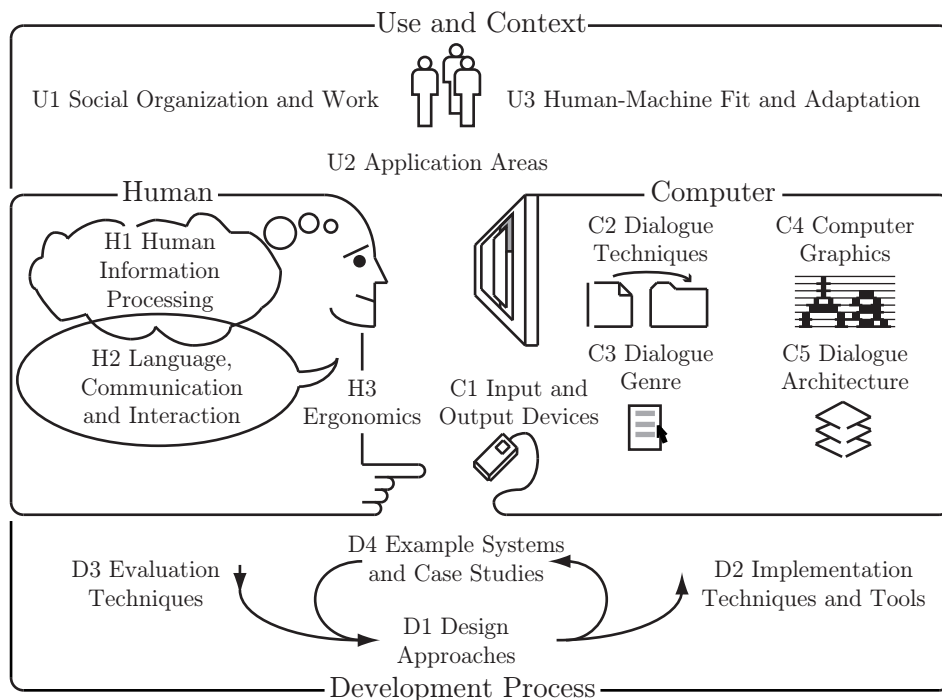 Use and Context
U1 Social Organization and Work
U3 Human-Machine Fit and Adaptation
U2 Application Areas
Human
H1 Human
Information
Processing
H2 Language,
Communication
and Interaction
H3
Ergonomics
Computer
C1 Input and
Output Devices
C2 Dialogue
Techniques
C3 Dialogue
Genre
C4 Computer
Graphics
C5 Dialogue
Architecture
D3 Evaluation
Techniques
D4 Example Systems
and Case Studies
D1 Design
Approaches
D2 Implementation
Techniques and Tools
Development Process